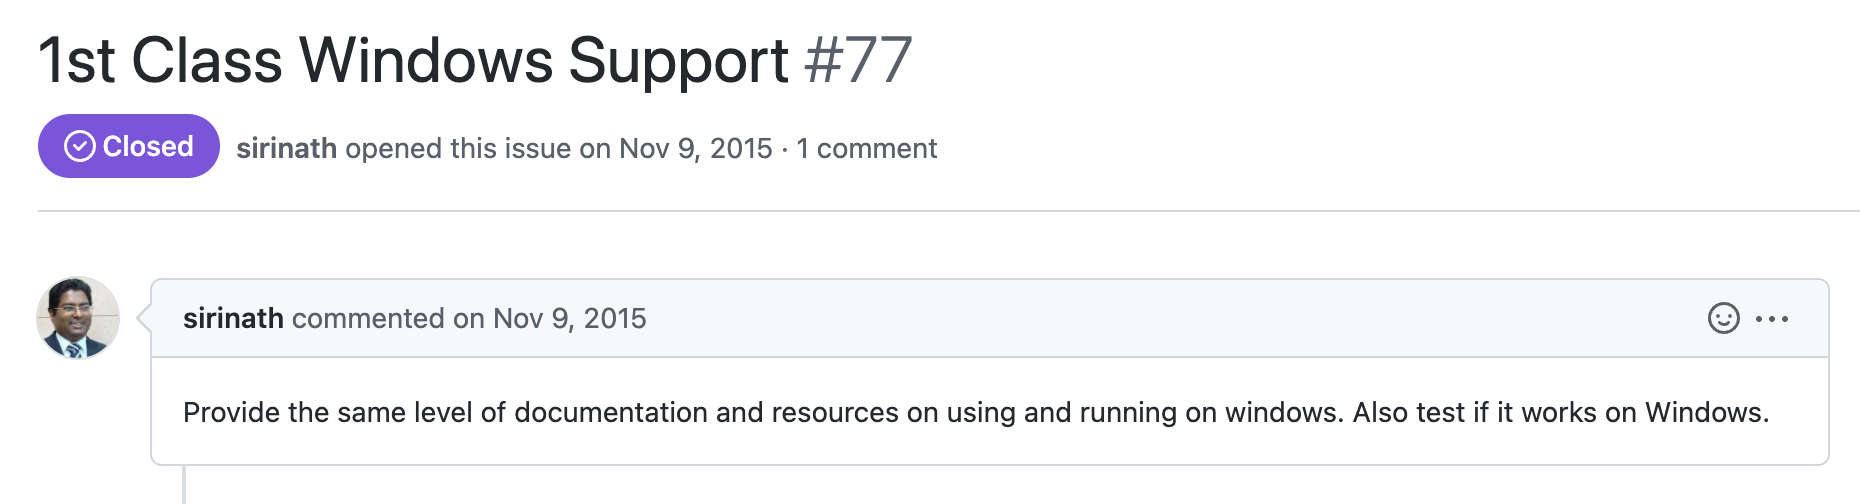 1st Class Windows Support #77
Closed sirinath opened this issue on Nov 9, 2015 · 1 comment
sirinath commented on Nov 9, 2015
Provide the same level of documentation and resources on using and running on windows. Also test if it works on Windows.